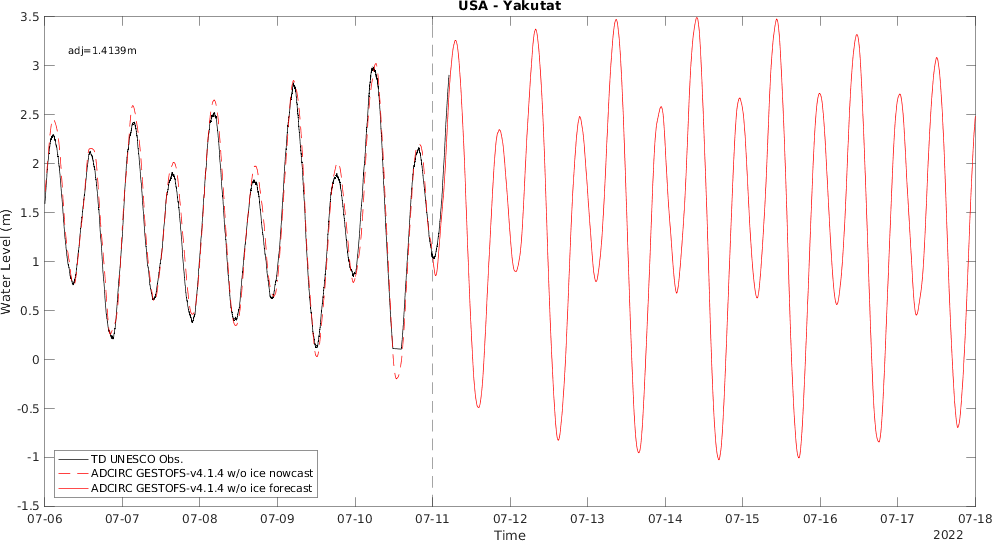 USA - Yakutat
adj=1.4139m
3.5
3
2.5
2
1.5
1
0.5
0
-0.5
-1
-1.5
Water Level (m)
TD UNESCO Obs.
ADCIRC GESTOFS-v4.1.4 w/o ice nowcast
ADCIRC GESTOFS-v4.1.4 w/o ice forecast
07-06 07-07 07-08 07-09 07-10 07-11 07-12 07-13 07-14 07-15 07-16 07-17 07-18
Time
2022